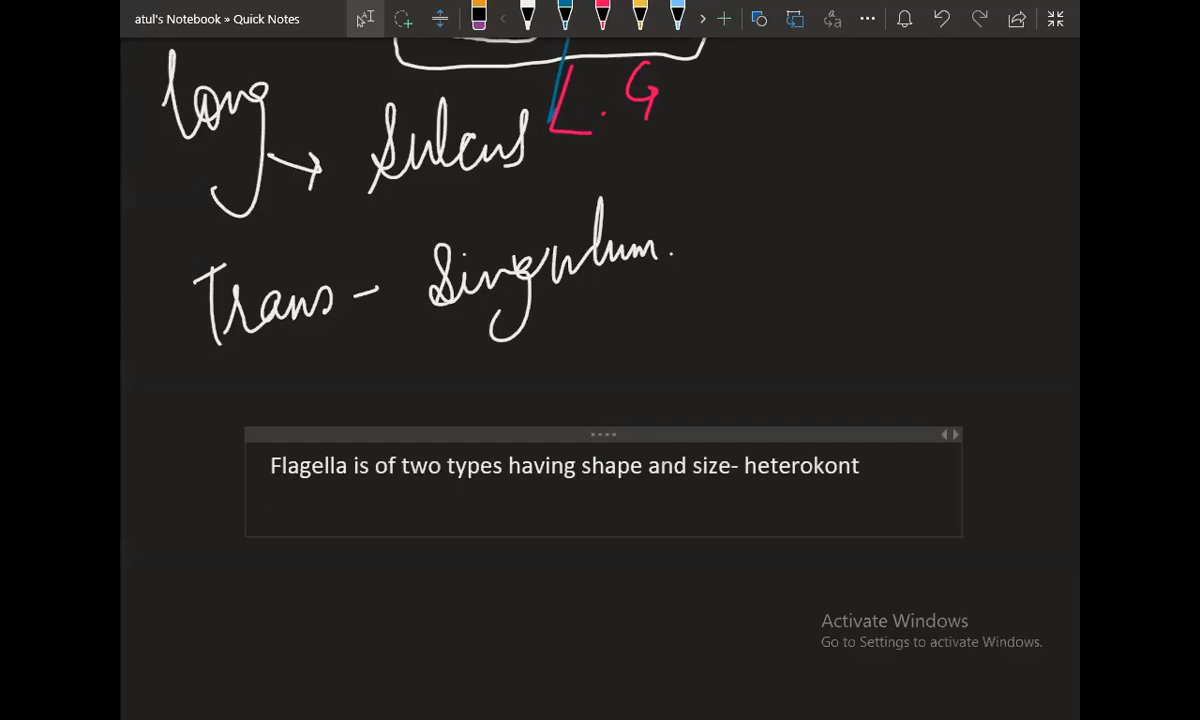 atul's Notebook » Quick Notes
L. G
long → Sulcus
Trans - Singulum.
Flagella is of two types having shape and size- heterokont
Activate Windows
Go to Settings to activate Windows.